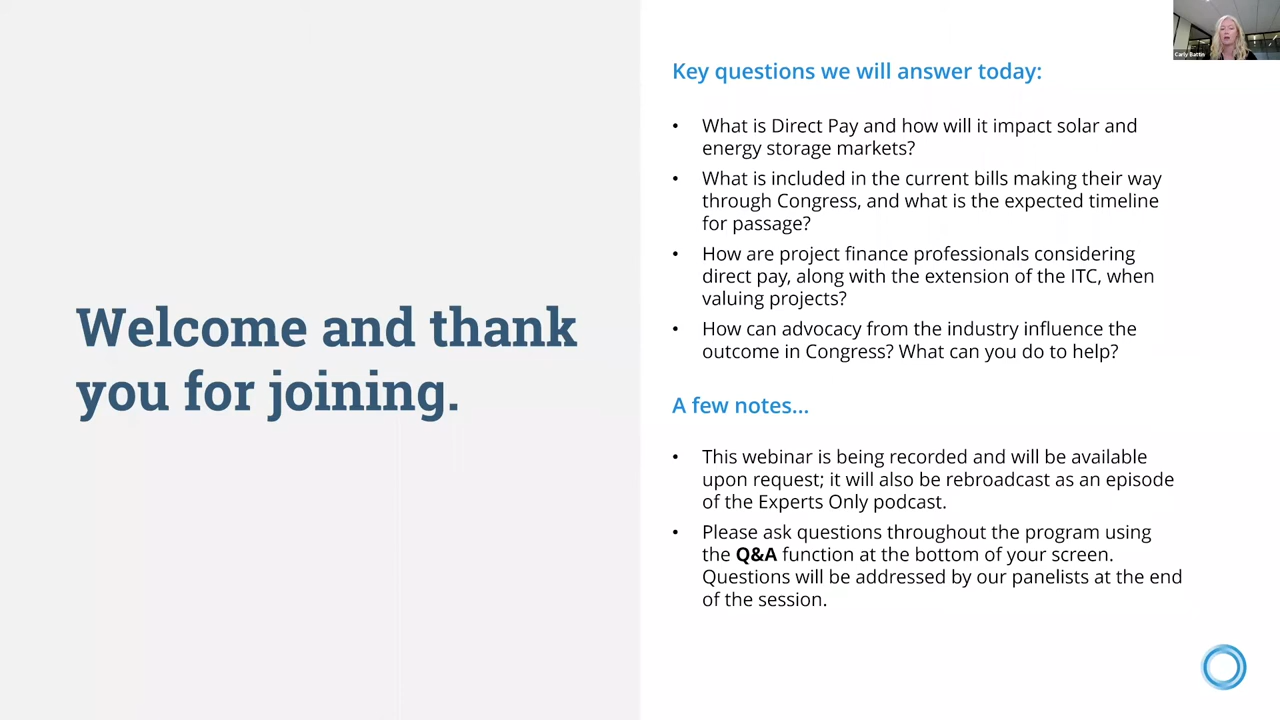 Welcome and thank
you for joining.
Key questions we will answer today:
• What is Direct Pay and how will it impact solar and
energy storage markets?
• What is included in the current bills making their way
through Congress, and what is the expected timeline
for passage?
• How are project finance professionals considering
direct pay, along with the extension of the ITC, when
valuing projects?
• How can advocacy from the industry influence the
outcome in Congress? What can you do to help?
A few notes...
• This webinar is being recorded and will be available
upon request; it will also be rebroadcast as an episode
of the Experts Only podcast.
• Please ask questions throughout the program using
the Q&A function at the bottom of your screen.
Questions will be addressed by our panelists at the end
of the session.
Carly Battin